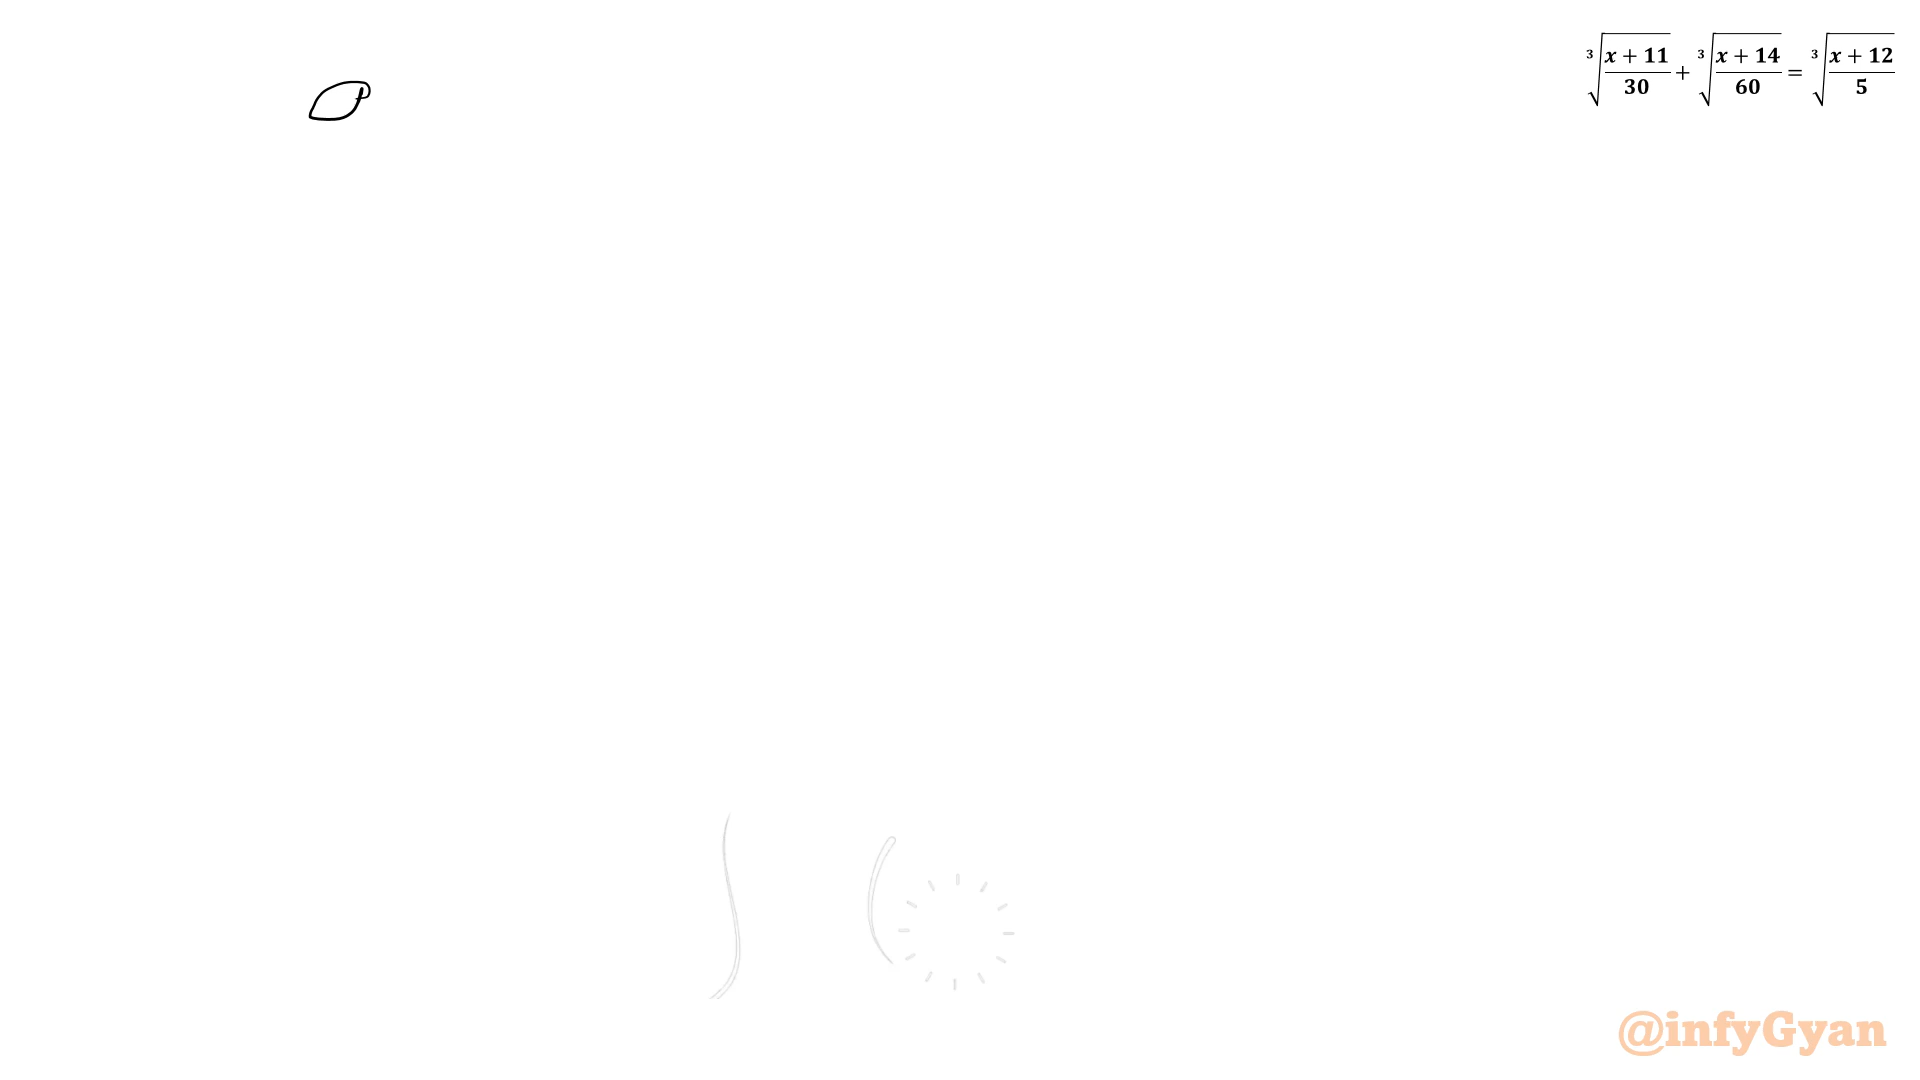 ∛((x + 11)/30) + ∛((x + 14)/60) = ∛((x + 12)/5)
@infyGyan